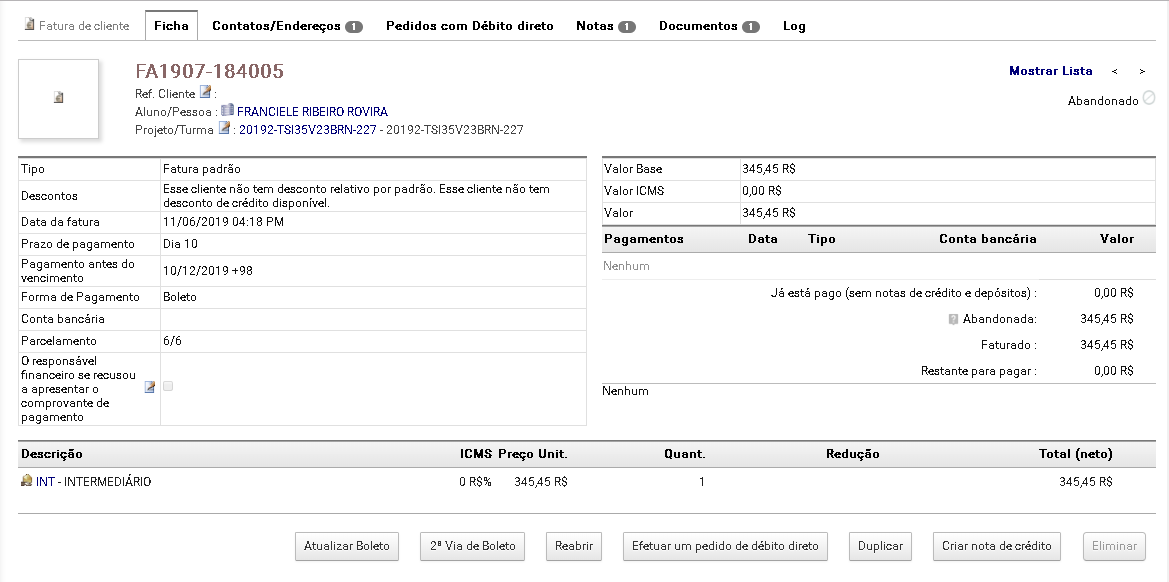 Fatura de cliente Ficha Contatos/Endereços 1 Pedidos com Débito direto Notas 1 Documentos 1 Log
FA1907-184005
Mostrar Lista < >
Ref. Cliente :
Abandonado
Aluno/Pessoa : FRANCIELE RIBEIRO ROVIRA
Projeto/Turma : 20192-TSI35V23BRN-227 - 20192-TSI35V23BRN-227
Tipo Fatura padrão
Descontos Esse cliente não tem desconto relativo por padrão. Esse cliente não tem
desconto de crédito disponível.
Data da fatura 11/06/2019 04:18 PM
Prazo de pagamento Dia 10
Pagamento antes do
vencimento 10/12/2019 +98
Forma de Pagamento Boleto
Conta bancária
Parcelamento 6/6
O responsável
financeiro se recusou
a apresentar o
comprovante de
pagamento
Valor Base 345,45 R$
Valor ICMS 0,00 R$
Valor 345,45 R$
Pagamentos Data Tipo Conta bancária Valor
Nenhum
Já está pago (sem notas de crédito e depósitos) : 0,00 R$
? Abandonada: 345,45 R$
Faturado : 345,45 R$
Restante para pagar : 0,00 R$
Nenhum
Descrição ICMS Preço Unit. Quant. Redução Total (neto)
INT - INTERMEDIÁRIO 0 R$% 345,45 R$ 1 345,45 R$
Atualizar Boleto 2ª Via de Boleto Reabrir Efetuar um pedido de débito direto Duplicar Criar nota de crédito Eliminar